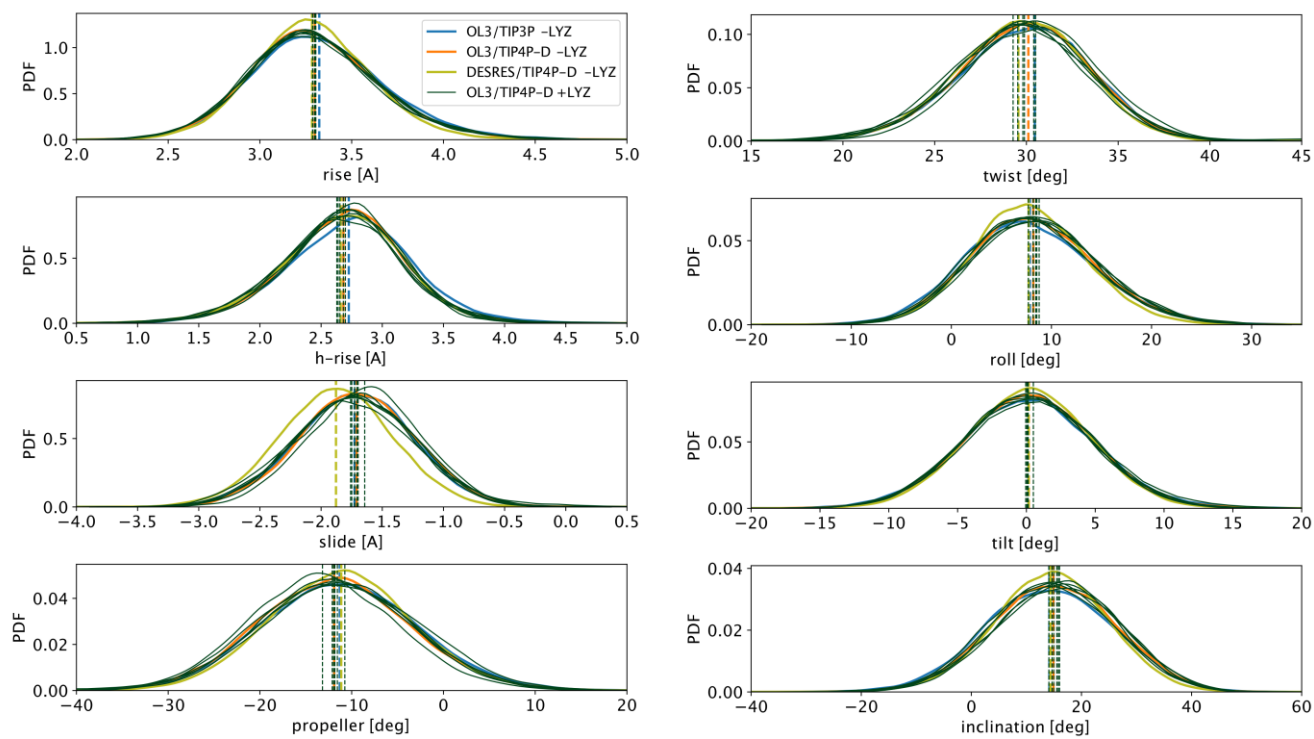 PDF
1.0
0.5
0.0
2.0 2.5 3.0 3.5 4.0 4.5 5.0
rise [A]
OL3/TIP3P −LYZ
OL3/TIP4P-D −LYZ
DESRES/TIP4P-D −LYZ
OL3/TIP4P-D +LYZ
PDF
0.10
0.05
0.00
15 20 25 30 35 40 45
twist [deg]
PDF
0.5
0.0
0.5 1.0 1.5 2.0 2.5 3.0 3.5 4.0 4.5 5.0
h-rise [A]
PDF
0.05
0.00
−20 −10 0 10 20 30
roll [deg]
PDF
0.5
0.0
−4.0 −3.5 −3.0 −2.5 −2.0 −1.5 −1.0 −0.5 0.0 0.5
slide [A]
PDF
0.05
0.00
−20 −15 −10 −5 0 5 10 15 20
tilt [deg]
PDF
0.04
0.02
0.00
−40 −30 −20 −10 0 10 20
propeller [deg]
PDF
0.04
0.02
0.00
−40 −20 0 20 40 60
inclination [deg]